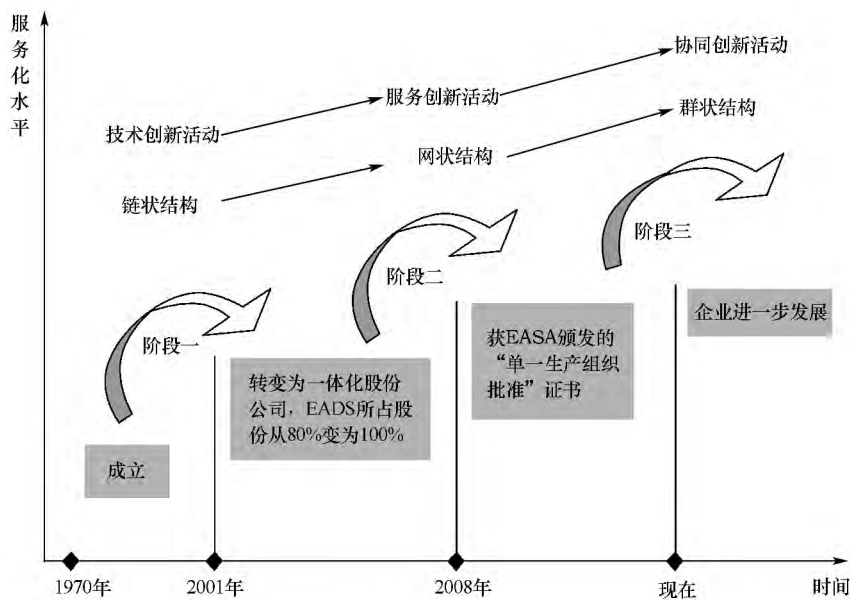 服务化水平
协同创新活动
服务创新活动
群状结构
技术创新活动
网状结构
链状结构
阶段三
阶段二
阶段一
企业进一步发展
获EASA颁发的
“单一生产组织
批准”证书
转变为一体化股份
公司，EADS所占股
份从80%变为100%
成立
1970年
2001年
2008年
现在
时间